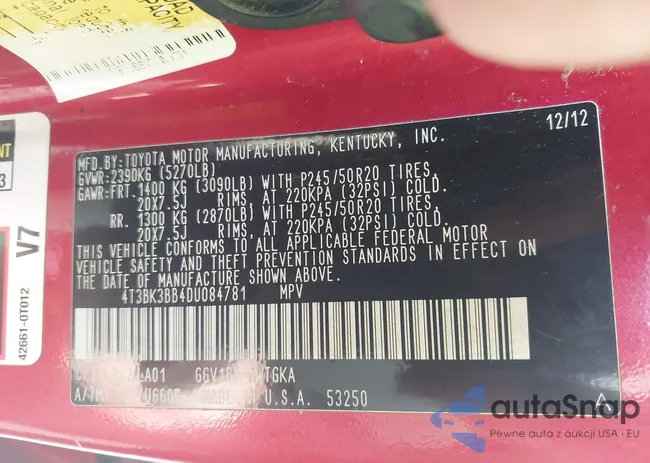 CAPACITY
MFD.BY:TOYOTA MOTOR MANUFACTURING, KENTUCKY, INC. 12/12
GVWR:2390KG (5270LB)
GAWR:FRT. 1400 KG (3090LB) WITH P245/50R20 TIRES,
20X7.5J RIMS, AT 220KPA (32PSI) COLD.
RR. 1300 KG (2870LB) WITH P245/50R20 TIRES,
20X7.5J RIMS, AT 220KPA (32PSI) COLD.
THIS VEHICLE CONFORMS TO ALL APPLICABLE FEDERAL MOTOR
VEHICLE SAFETY AND THEFT PREVENTION STANDARDS IN EFFECT ON
THE DATE OF MANUFACTURE SHOWN ABOVE.
4T3BK3BB4DU084781 MPV
U.S.A. 53250
V7
42661-0T012
autaSnap
Pewne auta z aukcji USA i EU